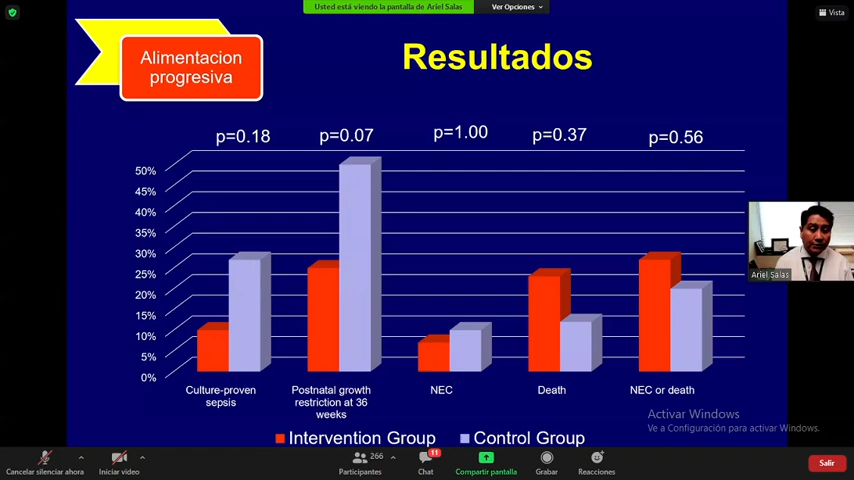 Usted está viendo la pantalla de Ariel Salas
Ver Opciones
Vista
Alimentacion
progresiva
Resultados
p=0.18
p=0.07
p=1.00
p=0.37
p=0.56
50%
45%
40%
35%
30%
25%
20%
15%
10%
5%
0%
Culture-proven
sepsis
Postnatal growth
restriction at 36
weeks
NEC
Death
NEC or death
Intervention Group
Control Group
Ariel Salas
Activar Windows
Ve a Configuración para activar Windows.
Cancelar silenciar ahora
Iniciar video
266
Participantes
11
Chat
Compartir pantalla
Grabar
Reacciones
Salir